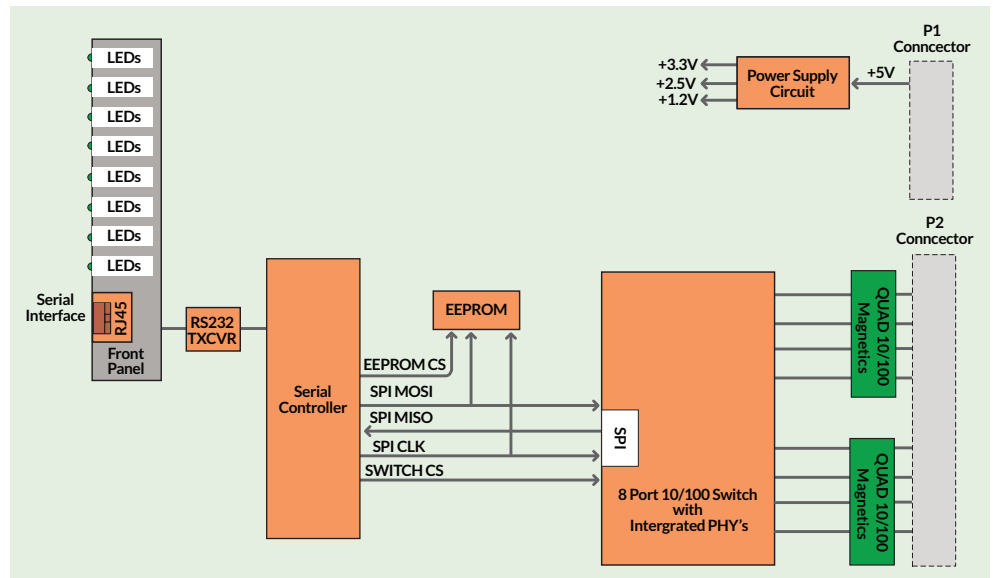 LEDs
LEDs
LEDs
LEDs
LEDs
LEDs
LEDs
LEDs
Serial
Interface
RJ45
Front
Panel
RS232
TXCVR
Serial
Controller
EEPROM
EEPROM CS
SPI MOSI
SPI MISO
SPI CLK
SWITCH CS
SPI
8 Port 10/100 Switch
with
Intergrated PHY's
+3.3V
+2.5V
+1.2V
Power Supply
Circuit
+5V
P1
Conncector
P2
Conncector
QUAD 10/100
Magnetics
QUAD 10/100
Magnetics